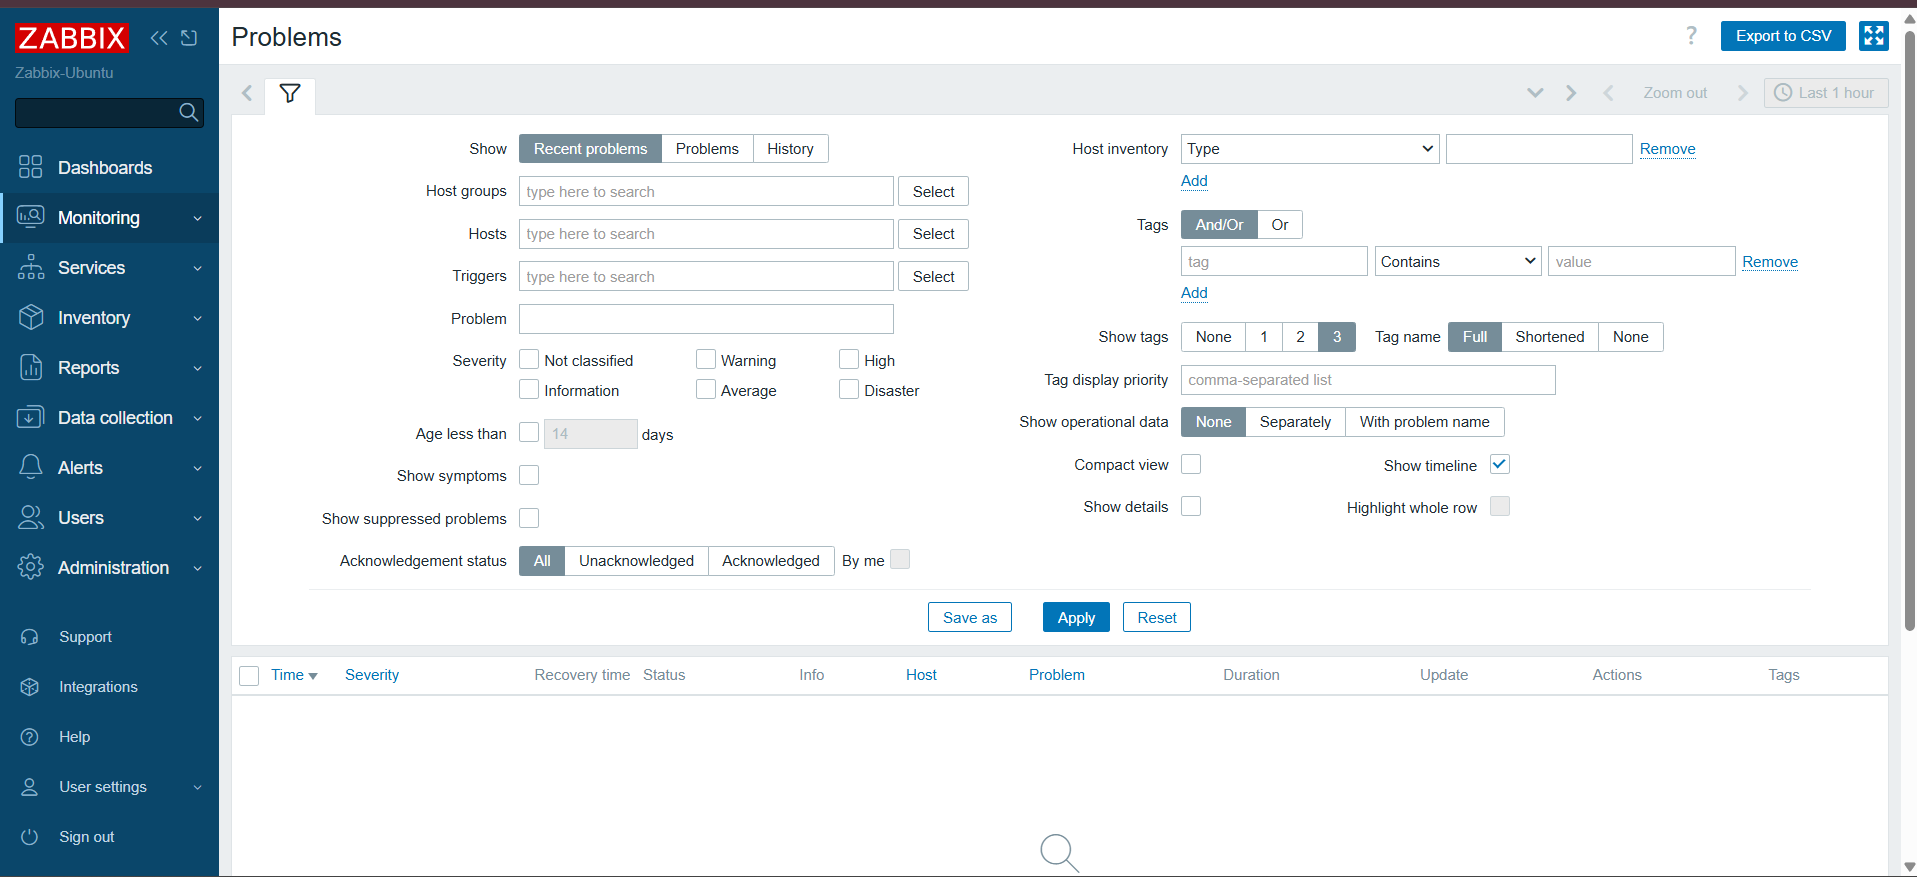 ZABBIX
Zabbix-Ubuntu
Dashboards
Monitoring
Services
Inventory
Reports
Data collection
Alerts
Users
Administration
Support
Integrations
Help
User settings
Sign out
Problems
? Export to CSV
Zoom out Last 1 hour
Show Recent problems Problems History
Host groups type here to search Select
Hosts type here to search Select
Triggers type here to search Select
Problem
Severity Not classified Warning High
Information Average Disaster
Age less than 14 days
Show symptoms
Show suppressed problems
Acknowledgement status All Unacknowledged Acknowledged By me
Host inventory Type Remove
Add
Tags And/Or Or
tag Contains value Remove
Add
Show tags None 1 2 3 Tag name Full Shortened None
Tag display priority comma-separated list
Show operational data None Separately With problem name
Compact view Show timeline
Show details Highlight whole row
Save as Apply Reset
Time Severity Recovery time Status Info Host Problem Duration Update Actions Tags